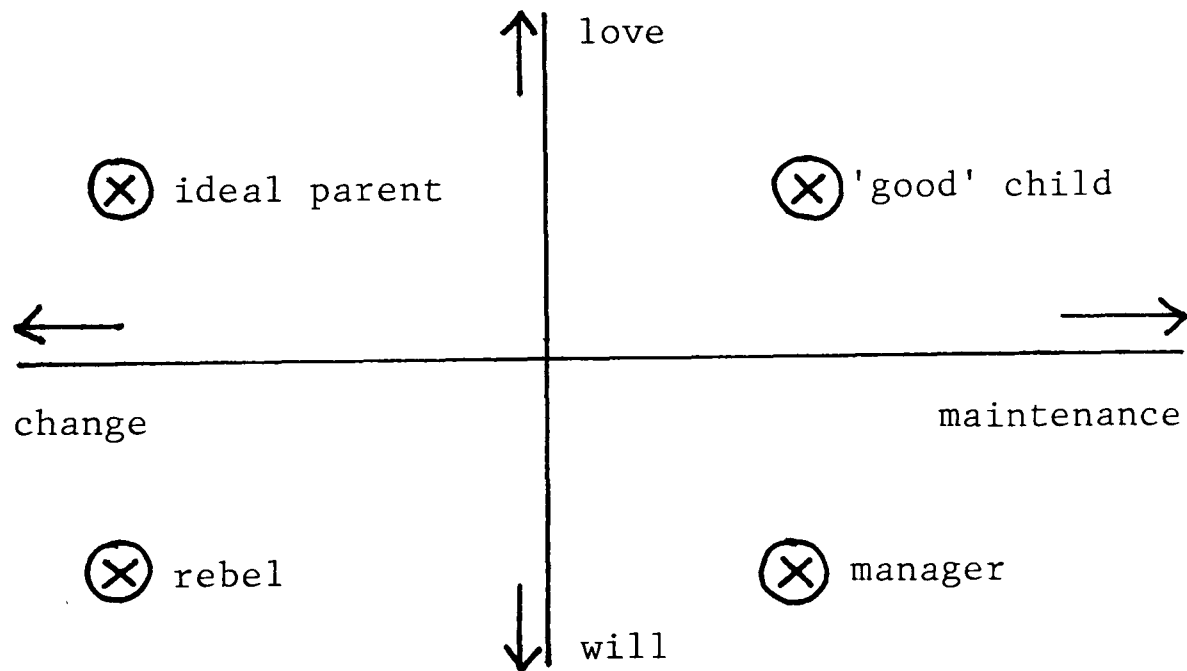 love
ideal parent
'good' child
change
maintenance
rebel
manager
will